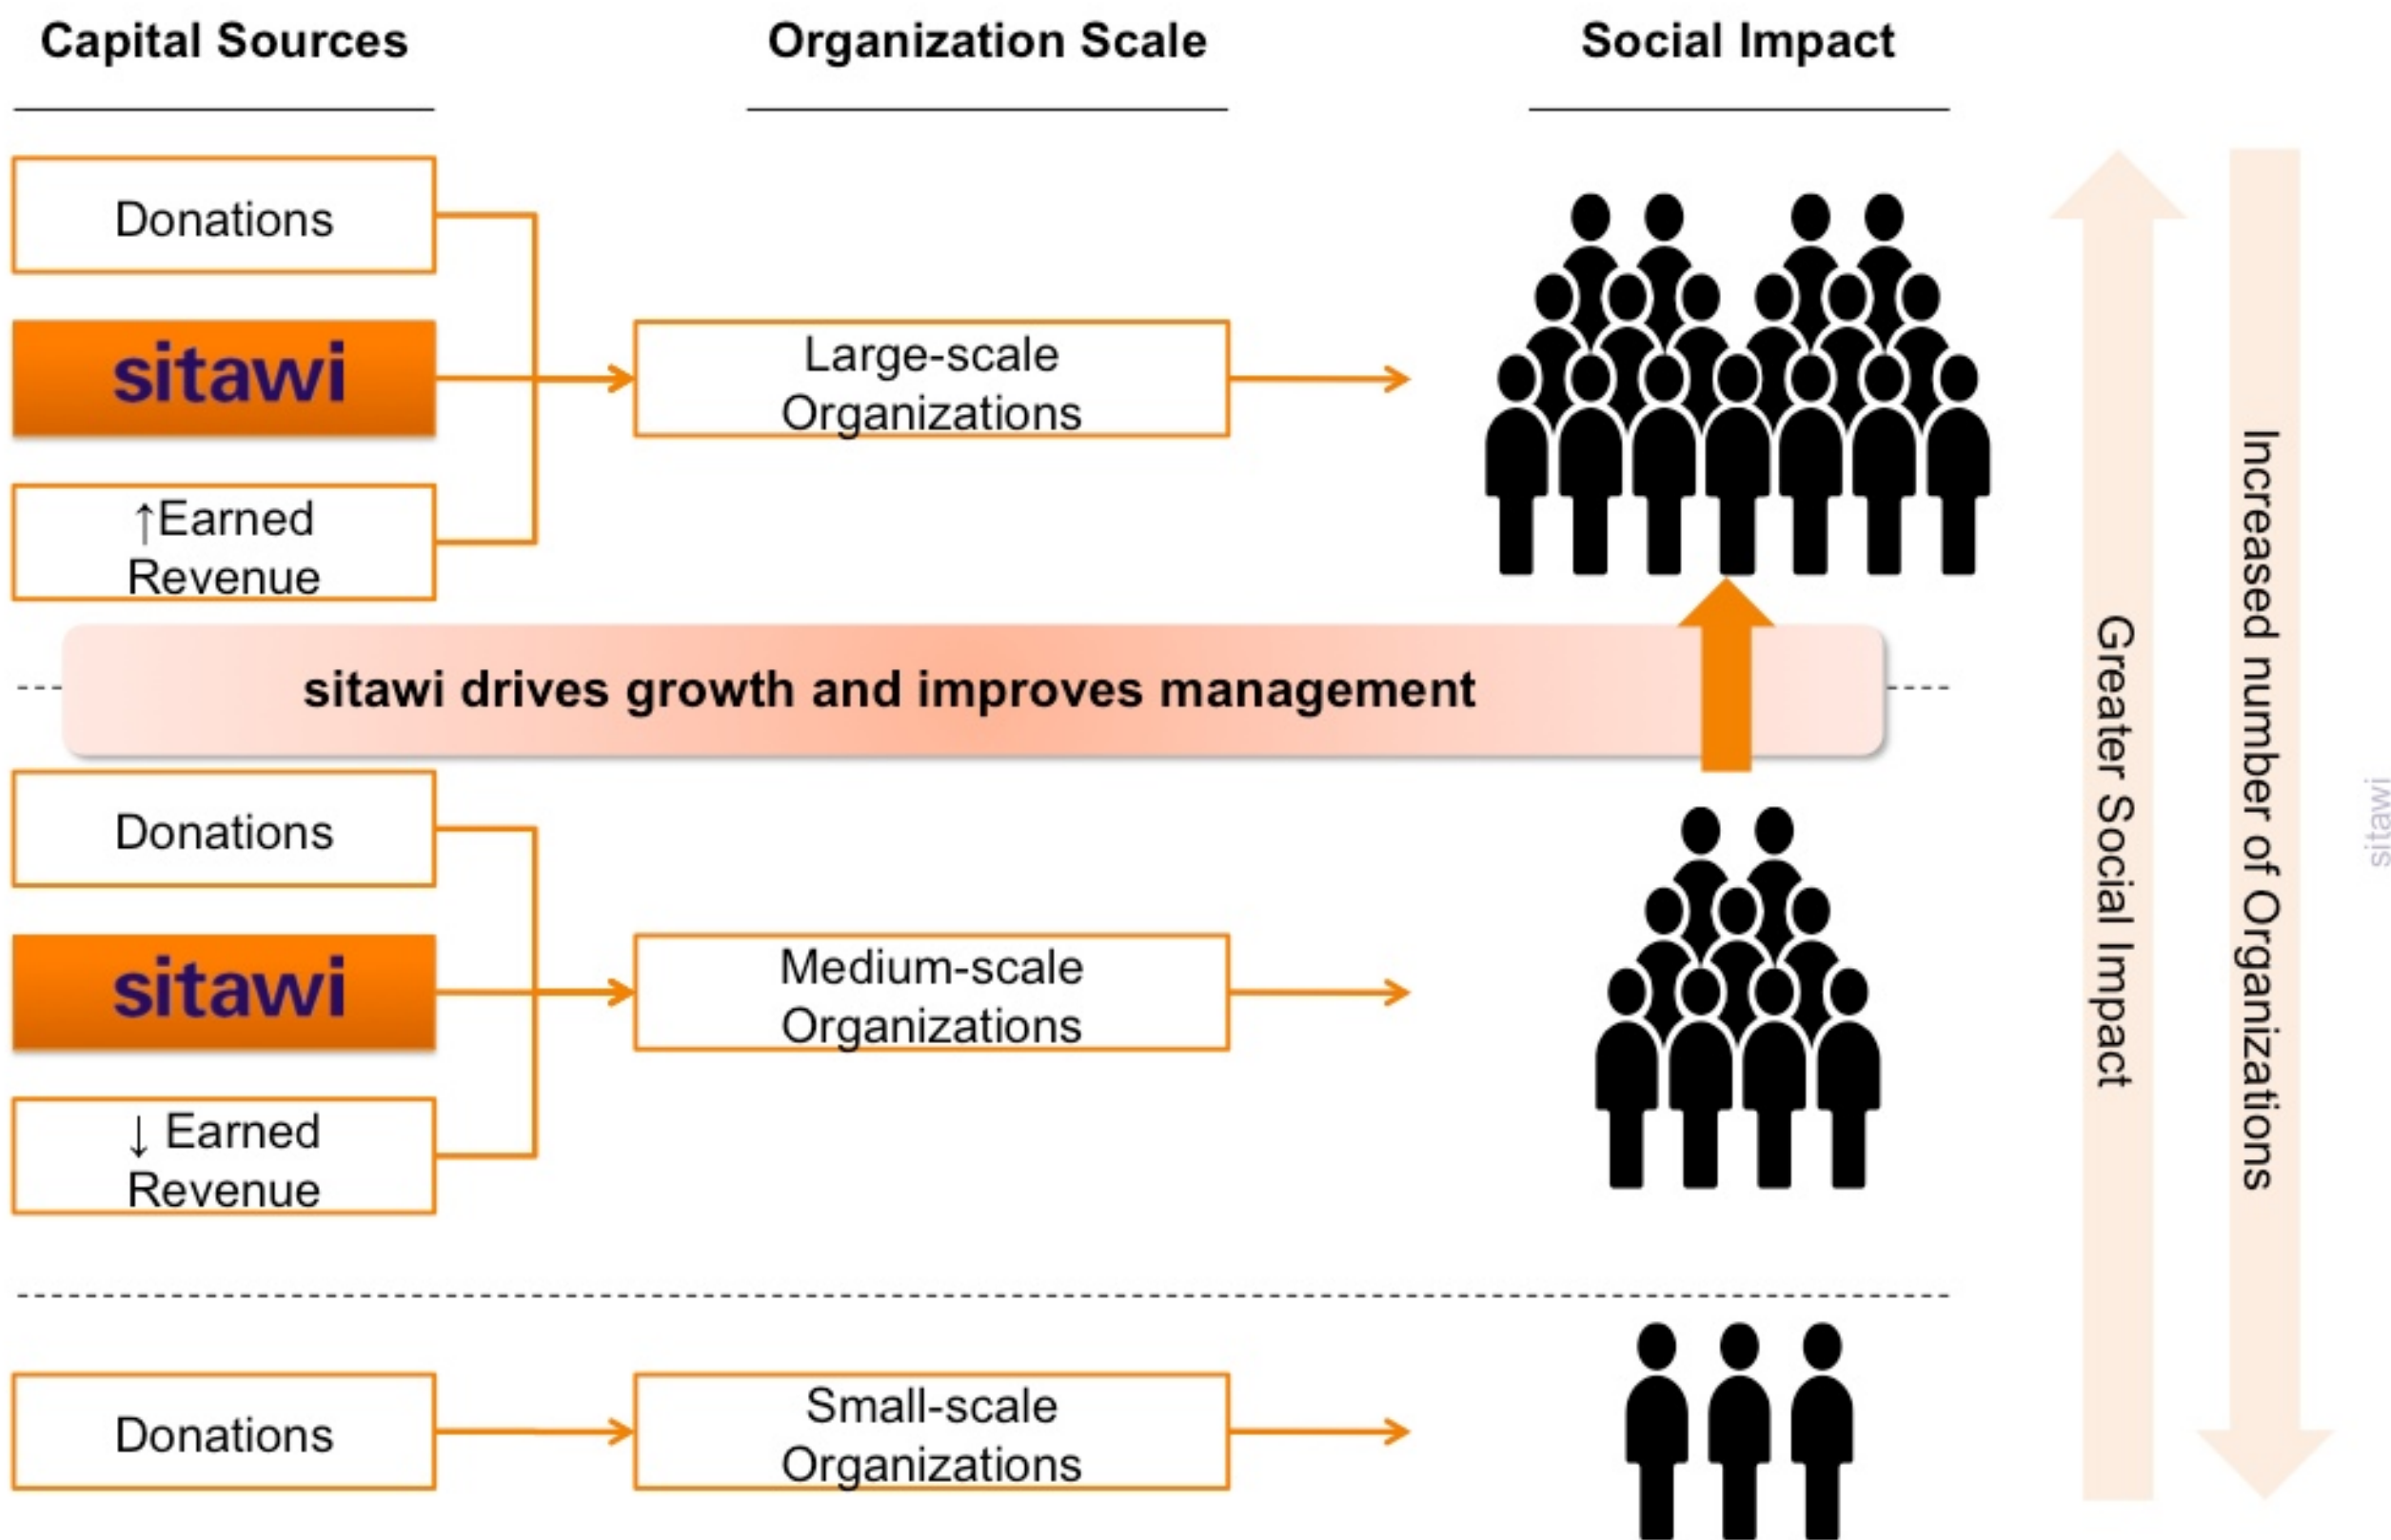 Capital Sources
Organization Scale
Social Impact
Donations
sitawi
↑Earned
Revenue
Large-scale
Organizations
sitawi drives growth and improves management
Donations
sitawi
↓ Earned
Revenue
Medium-scale
Organizations
Donations
Small-scale
Organizations
Greater Social Impact
Increased number of Organizations
sitawi